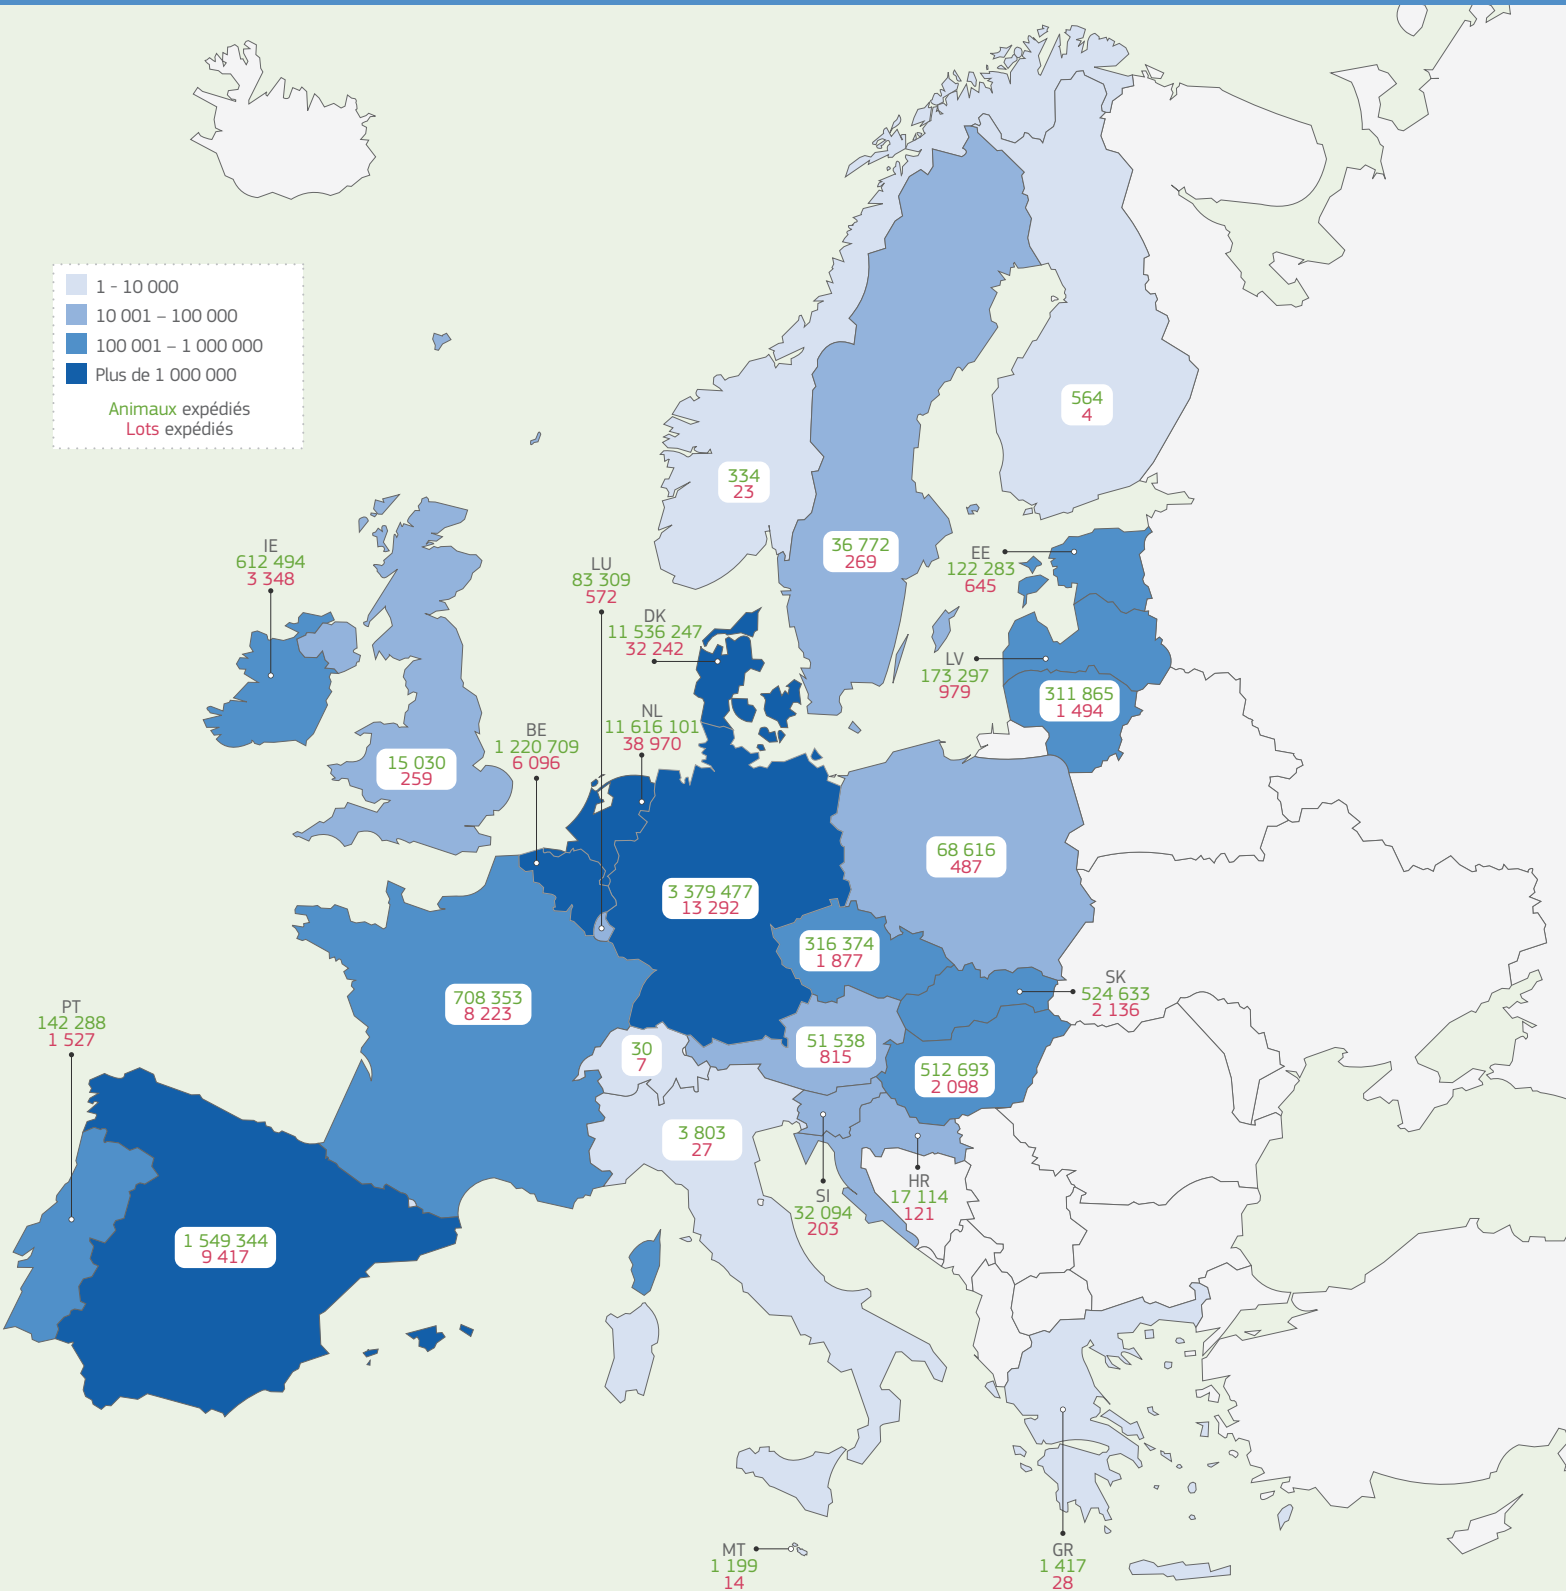 1 - 10 000
10 001 – 100 000
100 001 – 1 000 000
Plus de 1 000 000
Animaux expédiés
Lots expédiés
564
4
334
23
36 772
269
IE
612 494
3 348
LU
83 309
572
EE
122 283
645
DK
11 536 247
32 242
LV
173 297
979
311 865
1 494
NL
11 616 101
38 970
BE
1 220 709
6 096
15 030
259
68 616
487
3 379 477
13 292
316 374
1 877
SK
524 633
2 136
708 353
8 223
PT
142 288
1 527
30
7
51 538
815
512 693
2 098
3 803
27
HR
17 114
121
SI
32 094
203
1 549 344
9 417
MT
1 199
14
GR
1 417
28